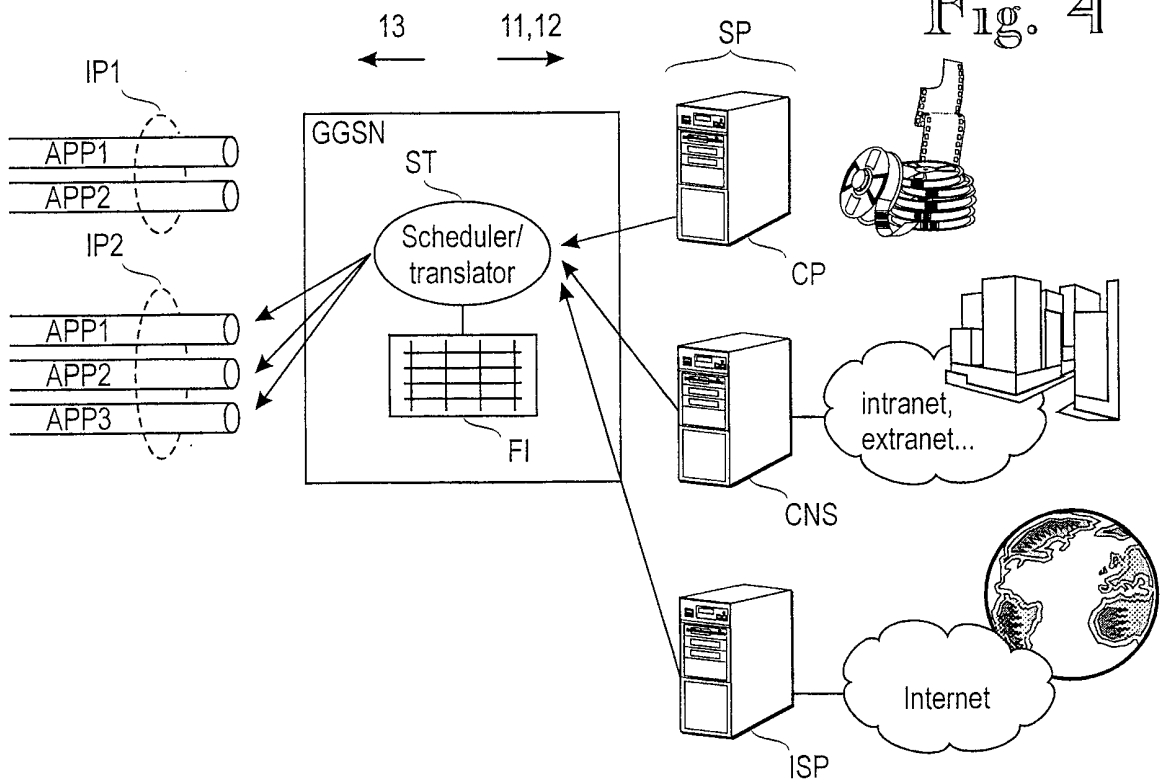 Fig. 4
13
11,12
SP
IP1
APP1
APP2
GGSN
ST
Scheduler/
translator
CP
IP2
APP1
APP2
APP3
FI
intranet,
extranet...
CNS
Internet
ISP